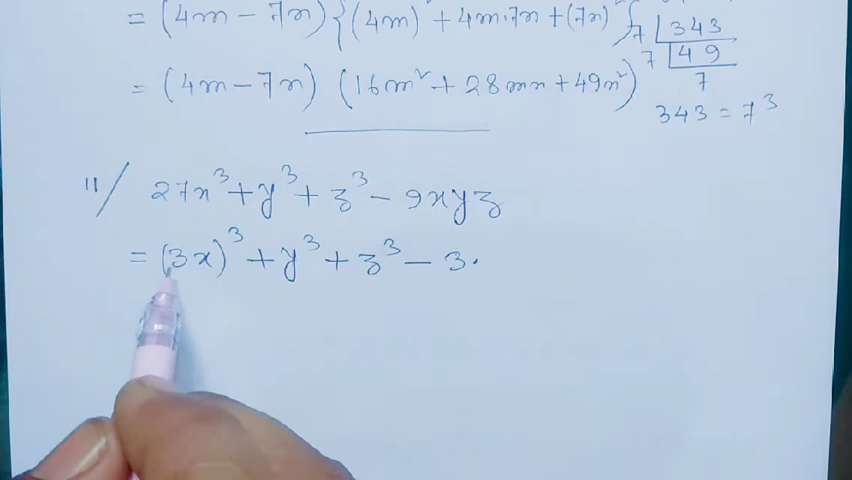 = (4m - 7n) {(4m)² + 4m.7n + (7n)²}
7 | 343
7 | 49
7
= (4m - 7n) (16m² + 28mn + 49n²)
343 = 7³
11/ 27x³ + y³ + z³ - 9xyz
= (3x)³ + y³ + z³ - 3.